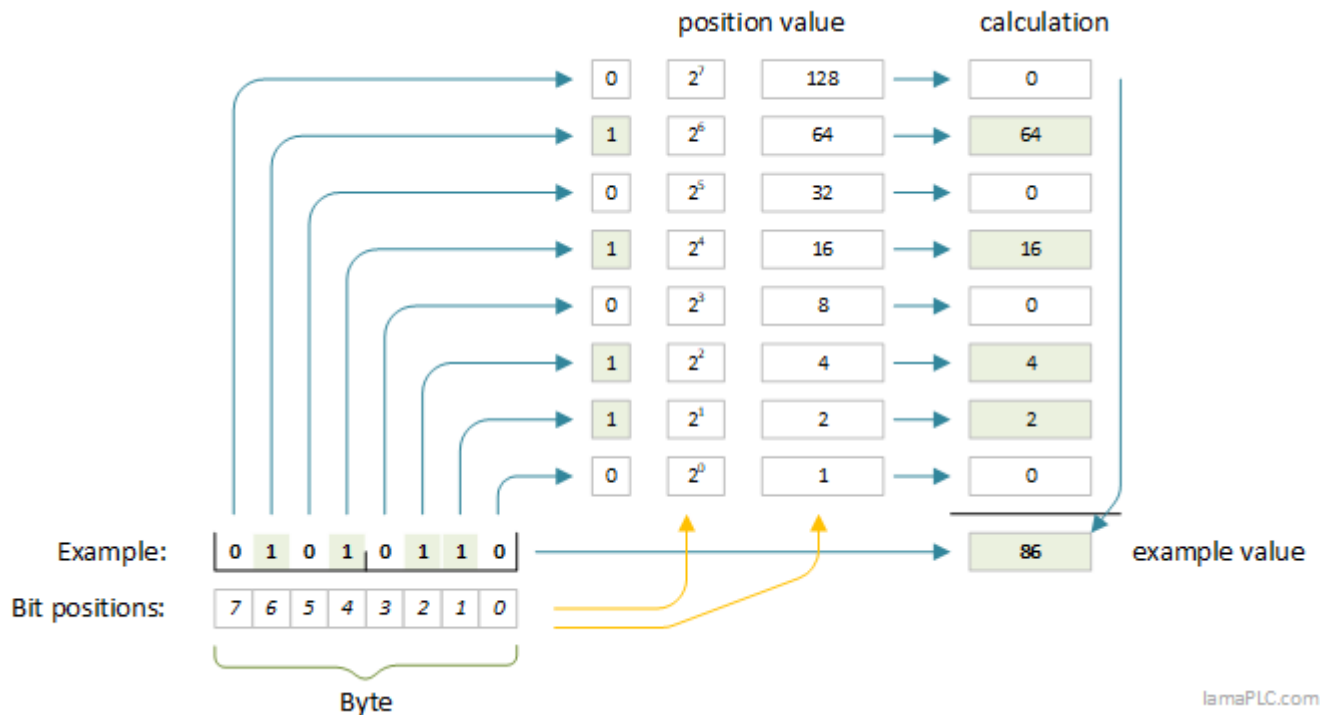 position value calculation
0 2⁷ 128 0
1 2⁶ 64 64
0 2⁵ 32 0
1 2⁴ 16 16
0 2³ 8 0
1 2² 4 4
1 2¹ 2 2
0 2⁰ 1 0
Example: 0 1 0 1 0 1 1 0 86 example value
Bit positions: 7 6 5 4 3 2 1 0
Byte
lamaPLC.com